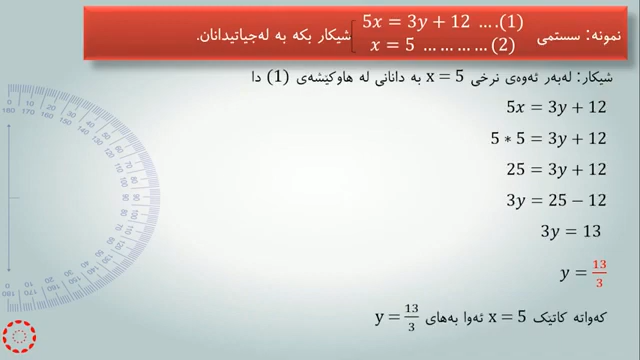 نمونە: سستمی 5x = 3y + 12 ….(1)
x = 5 … … … … (2) شیکار بکە بە لەجیاتیدانان.
شیکار: لەبەر ئەوەی نرخی x = 5 بە دانانی لە هاوکێشەی (1) دا
5x = 3y + 12
5 ∗ 5 = 3y + 12
25 = 3y + 12
3y = 25 − 12
3y = 13
y = 13/3
کەواتە کاتێک x = 5 ئەوا بەهای y = 13/3